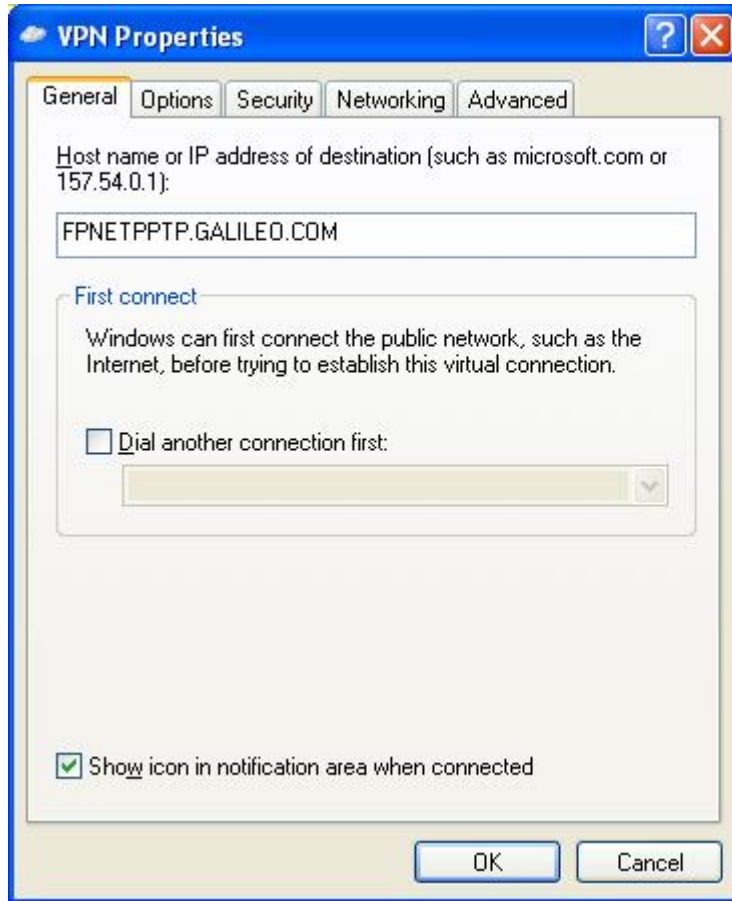 VPN Properties
General Options Security Networking Advanced
Host name or IP address of destination (such as microsoft.com or
157.54.0.1):
FPNETPPTP.GALILEO.COM
First connect
Windows can first connect the public network, such as the
Internet, before trying to establish this virtual connection.
Dial another connection first:
Show icon in notification area when connected
OK Cancel